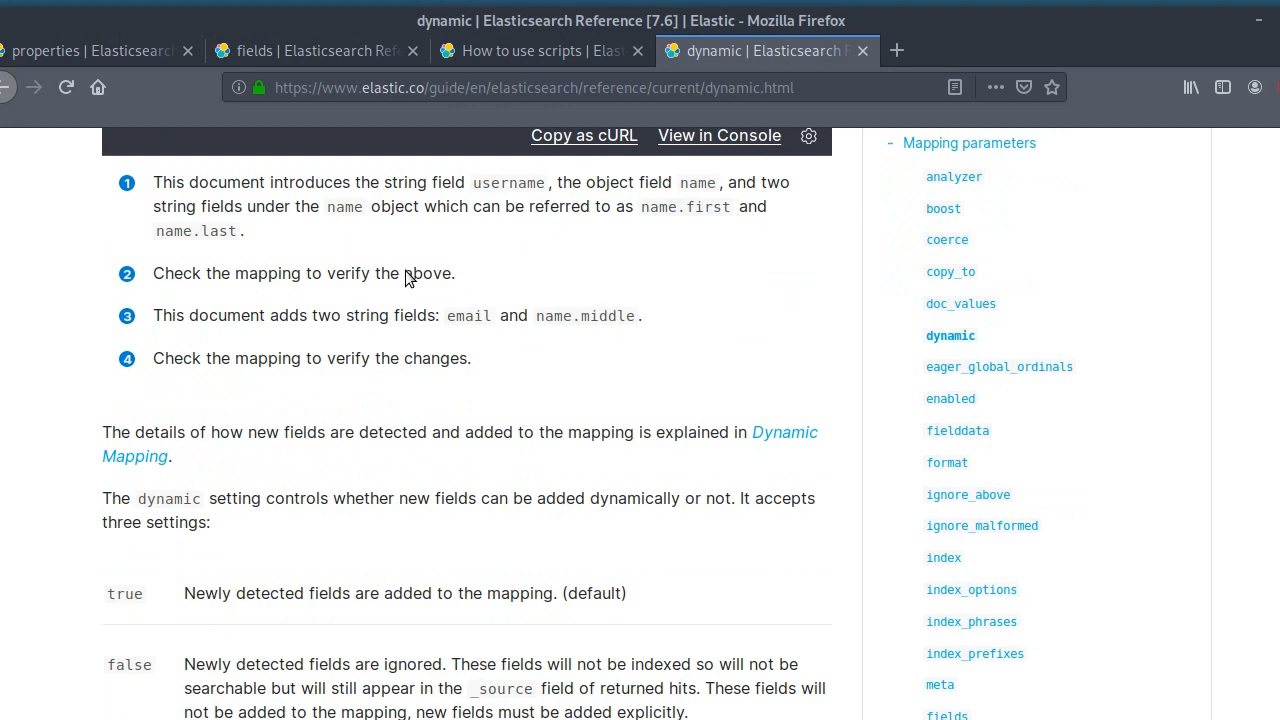 dynamic | Elasticsearch Reference [7.6] | Elastic - Mozilla Firefox
properties | Elasticsearch
fields | Elasticsearch Refe
How to use scripts | Elast
dynamic | Elasticsearch R
https://www.elastic.co/guide/en/elasticsearch/reference/current/dynamic.html
Copy as cURL View in Console
1 This document introduces the string field username, the object field name, and two
string fields under the name object which can be referred to as name.first and
name.last.
2 Check the mapping to verify the above.
3 This document adds two string fields: email and name.middle.
4 Check the mapping to verify the changes.
The details of how new fields are detected and added to the mapping is explained in Dynamic
Mapping.
The dynamic setting controls whether new fields can be added dynamically or not. It accepts
three settings:
true Newly detected fields are added to the mapping. (default)
false Newly detected fields are ignored. These fields will not be indexed so will not be
searchable but will still appear in the _source field of returned hits. These fields will
not be added to the mapping, new fields must be added explicitly.
- Mapping parameters
analyzer
boost
coerce
copy_to
doc_values
dynamic
eager_global_ordinals
enabled
fielddata
format
ignore_above
ignore_malformed
index
index_options
index_phrases
index_prefixes
meta
fields